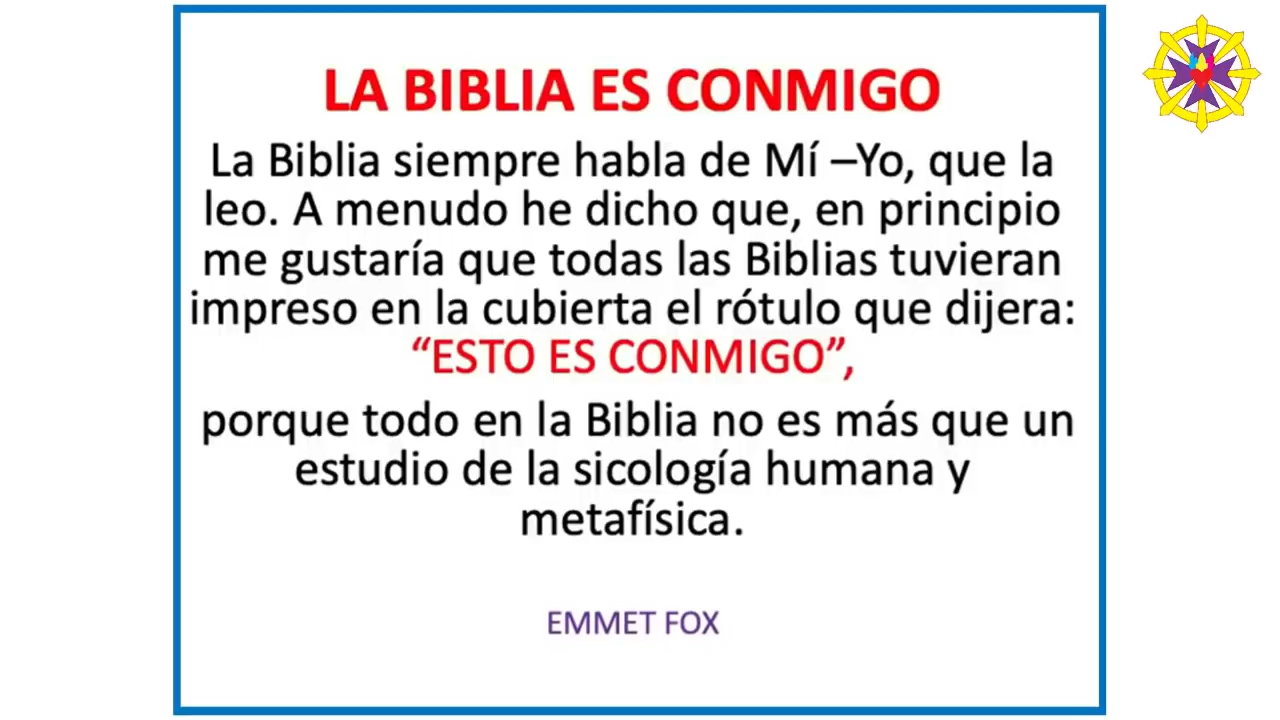 LA BIBLIA ES CONMIGO
La Biblia siempre habla de Mí –Yo, que la
leo. A menudo he dicho que, en principio
me gustaría que todas las Biblias tuvieran
impreso en la cubierta el rótulo que dijera:
“ESTO ES CONMIGO”,
porque todo en la Biblia no es más que un
estudio de la sicología humana y
metafísica.
EMMET FOX